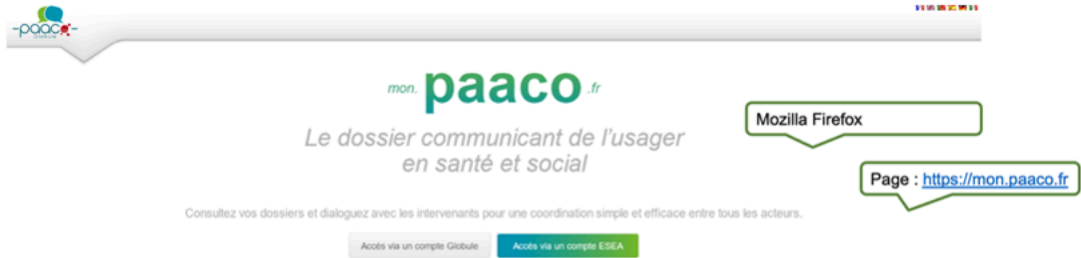 -paaco-
GLOBULE
mon. paaco .fr
Le dossier communicant de l'usager
en santé et social
Mozilla Firefox
Page : https://mon.paaco.fr
Consultez vos dossiers et dialoguez avec les intervenants pour une coordination simple et efficace entre tous les acteurs.
Accès via un compte Globule
Accès via un compte ESEA